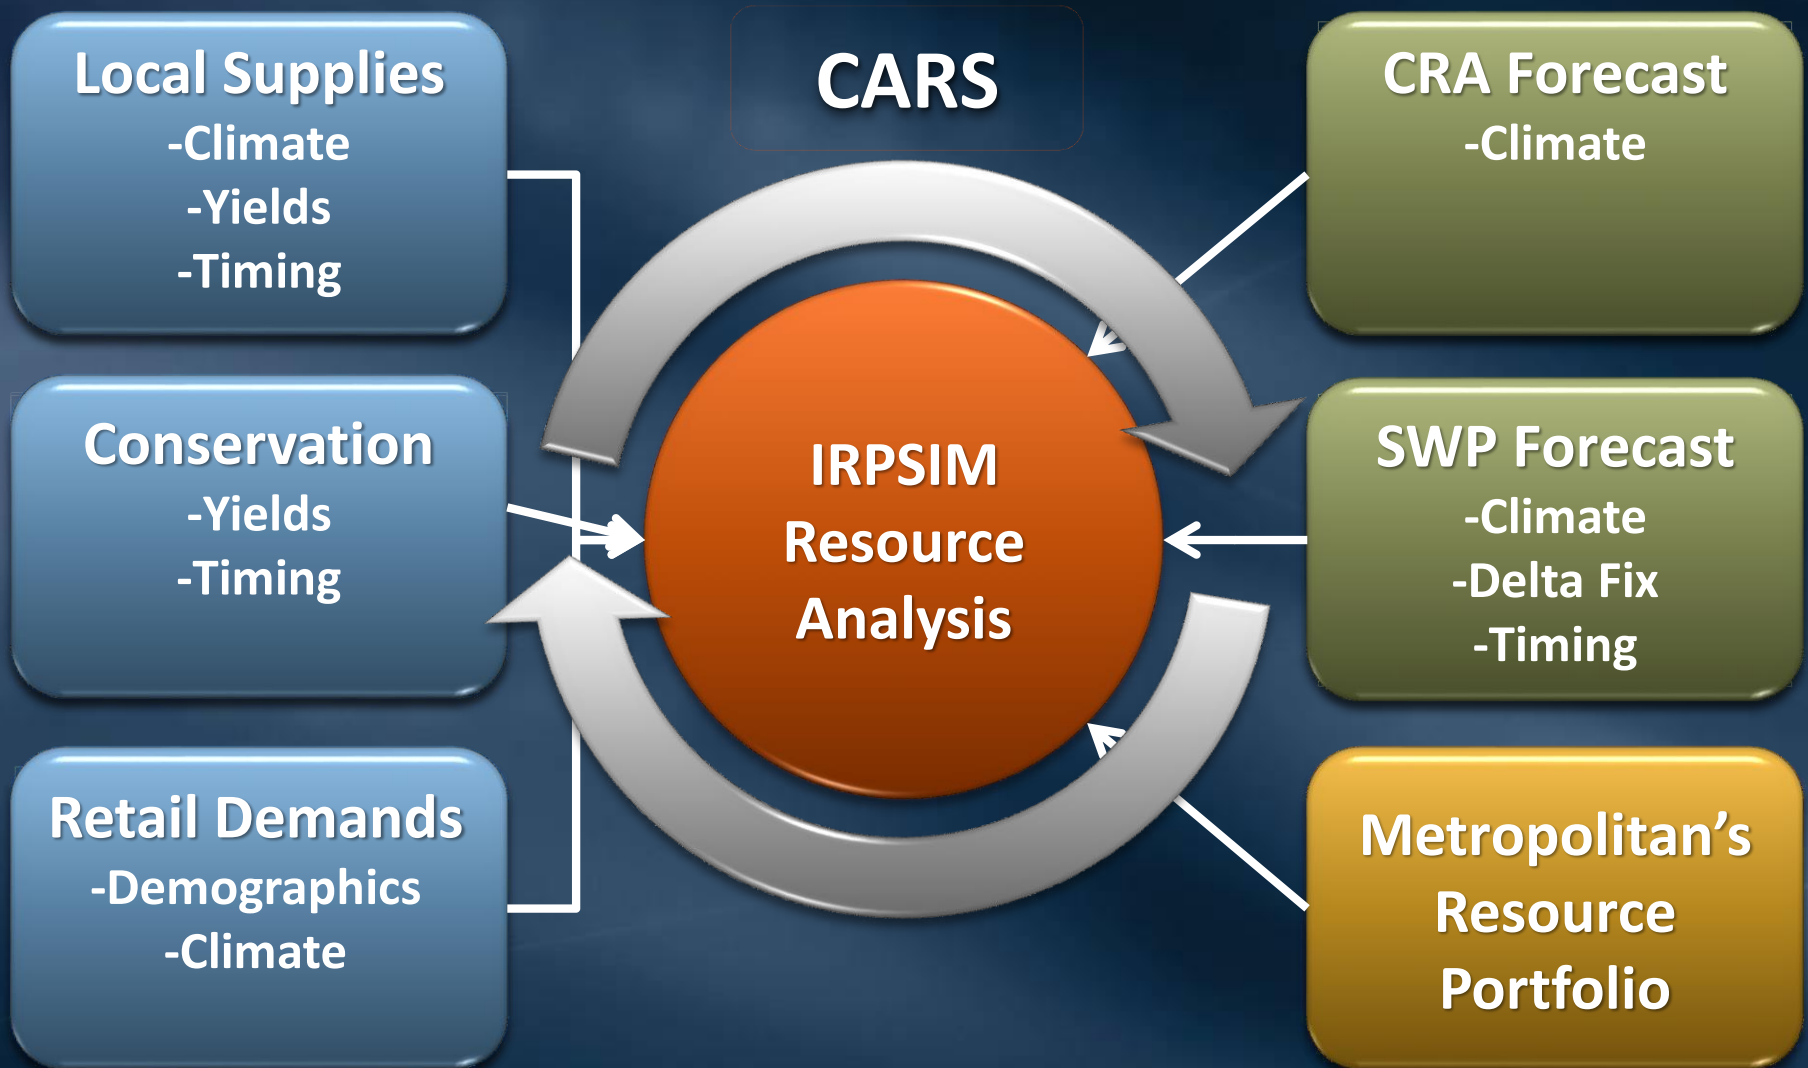 Local Supplies
-Climate
-Yields
-Timing
Conservation
-Yields
-Timing
Retail Demands
-Demographics
-Climate
CARS
IRPSIM
Resource
Analysis
CRA Forecast
-Climate
SWP Forecast
-Climate
-Delta Fix
-Timing
Metropolitan’s
Resource
Portfolio